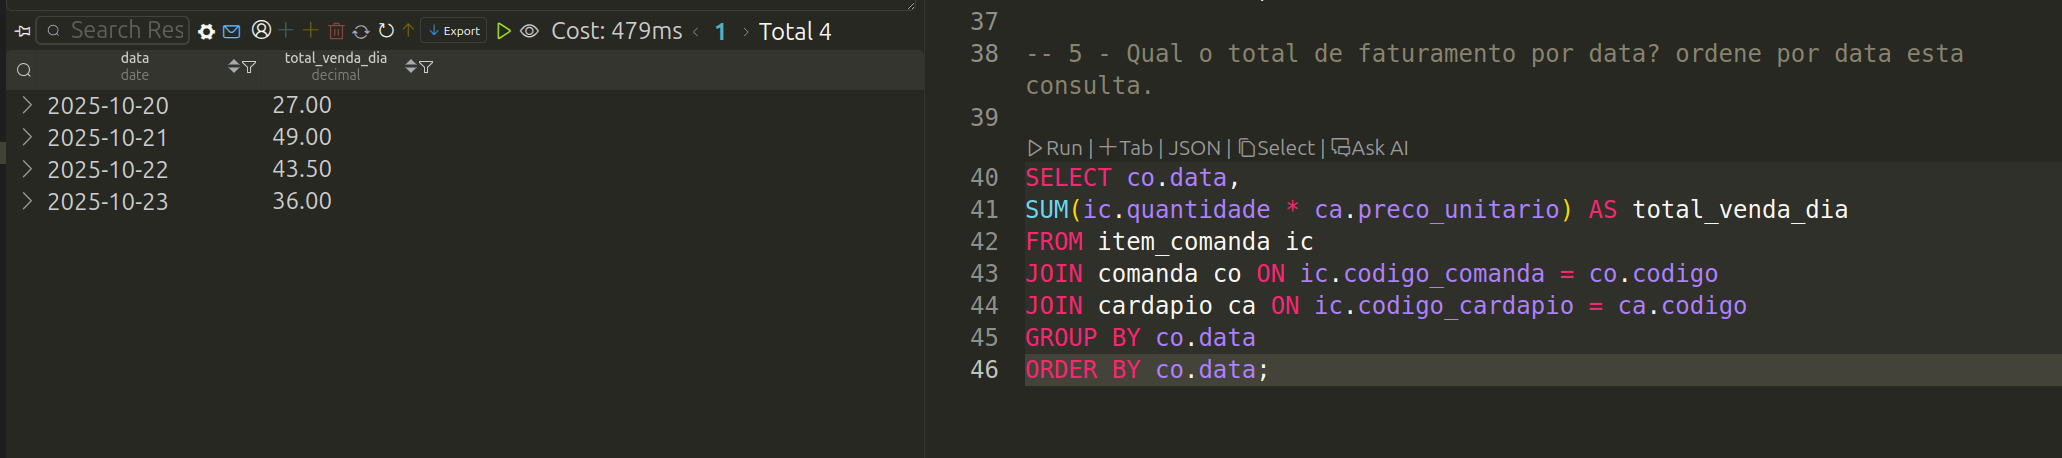 Search Res Export Cost: 479ms 1 Total 4
data total_venda_dia
date decimal
2025-10-20 27.00
2025-10-21 49.00
2025-10-22 43.50
2025-10-23 36.00
37
38 -- 5 - Qual o total de faturamento por data? ordene por data esta
consulta.
39
Run | Tab | JSON | Select | Ask AI
40 SELECT co.data,
41 SUM(ic.quantidade * ca.preco_unitario) AS total_venda_dia
42 FROM item_comanda ic
43 JOIN comanda co ON ic.codigo_comanda = co.codigo
44 JOIN cardapio ca ON ic.codigo_cardapio = ca.codigo
45 GROUP BY co.data
46 ORDER BY co.data;